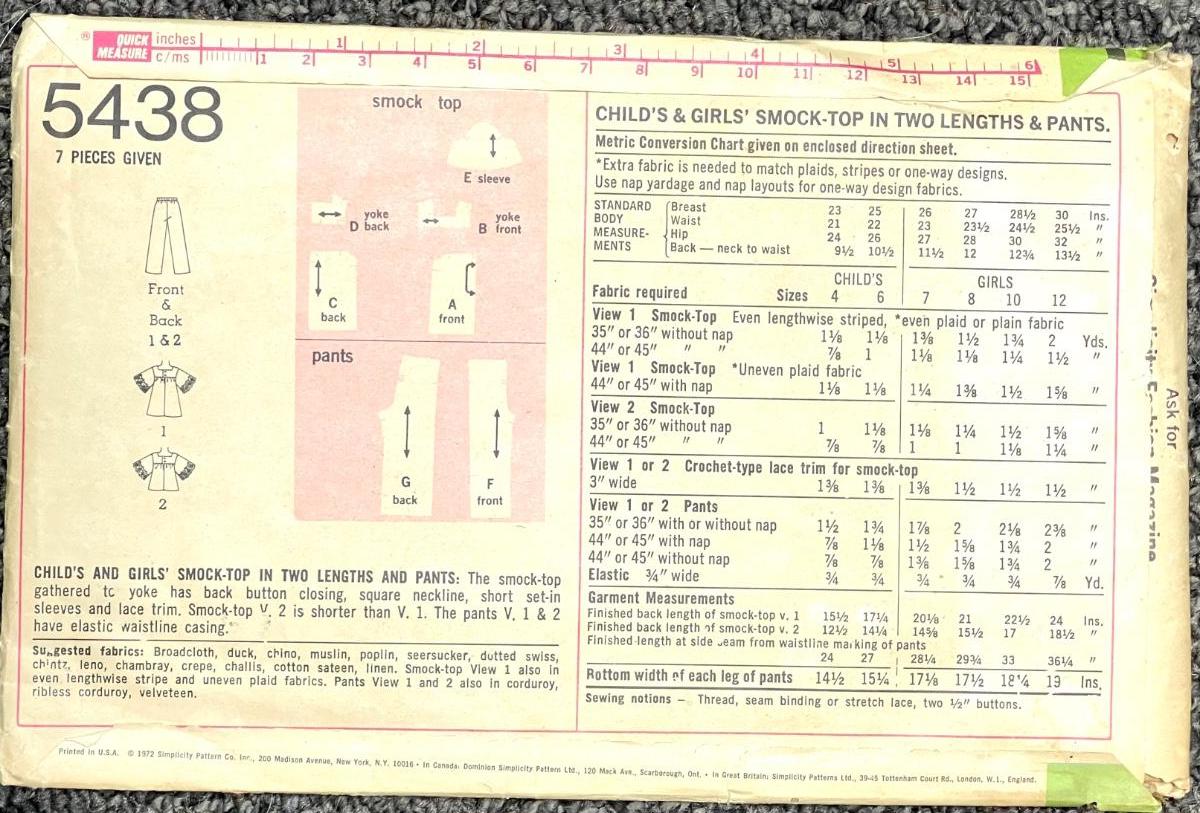 QUICK MEASURE
inches 1 2 3 4 5 6
c/ms 1 2 3 4 5 6 7 8 9 10 11 12 13 14 15
5438
7 PIECES GIVEN
Front
&
Back
1 & 2
1
2
smock top
E sleeve
D yoke back
B yoke front
C back
A front
pants
G back
F front
CHILD'S AND GIRLS' SMOCK-TOP IN TWO LENGTHS AND PANTS: The smock-top
gathered to yoke has back button closing, square neckline, short set-in
sleeves and lace trim. Smock-top V. 2 is shorter than V. 1. The pants V. 1 & 2
have elastic waistline casing.
Suggested fabrics: Broadcloth, duck, chino, muslin, poplin, seersucker, dotted swiss,
chintz, leno, chambray, crepe, challis, cotton sateen, linen. Smock-top View 1 also in
even lengthwise stripe and uneven plaid fabrics. Pants View 1 and 2 also in corduroy,
ribless corduroy, velveteen.
CHILD'S & GIRLS' SMOCK-TOP IN TWO LENGTHS & PANTS.
Metric Conversion Chart given on enclosed direction sheet.
*Extra fabric is needed to match plaids, stripes or one-way designs.
Use nap yardage and nap layouts for one-way design fabrics.
STANDARD BODY MEASUREMENTS
Breast 23 25 26 27 28½ 30 Ins.
Waist 21 22 23 23½ 24½ 25½ "
Hip 24 26 27 28 30 32 "
Back — neck to waist 9½ 10½ 11½ 12 12¾ 13½ "
CHILD'S GIRLS
Fabric required Sizes 4 6 7 8 10 12
View 1 Smock-Top Even lengthwise striped, *even plaid or plain fabric
35" or 36" without nap 1⅛ 1⅛ 1⅜ 1½ 1¾ 2 Yds.
44" or 45" " " ⅞ 1 1⅛ 1⅛ 1¼ 1½ "
View 1 Smock-Top *Uneven plaid fabric
44" or 45" with nap 1⅛ 1⅛ 1¼ 1⅜ 1½ 1⅝ "
View 2 Smock-Top
35" or 36" without nap 1 1⅛ 1⅛ 1¼ 1½ 1⅝ "
44" or 45" " " ⅞ ⅞ 1 1 1⅛ 1¼ "
View 1 or 2 Crochet-type lace trim for smock-top
3" wide 1⅜ 1⅜ 1⅜ 1½ 1½ 1½ "
View 1 or 2 Pants
35" or 36" with or without nap 1½ 1¾ 1⅞ 2 2⅛ 2⅜ "
44" or 45" with nap ⅞ 1⅛ 1½ 1⅝ 1¾ 2 "
44" or 45" without nap ⅞ ⅞ 1⅜ 1⅝ 1¾ 2 "
Elastic ¾" wide ¾ ¾ ¾ ¾ ¾ ⅞ Yd.
Garment Measurements
Finished back length of smock-top v. 1 15½ 17¼ 20⅛ 21 22½ 24 Ins.
Finished back length of smock-top v. 2 12½ 14¼ 14⅝ 15½ 17 18½ "
Finished length at side seam from waistline marking of pants
24 27 28¼ 29¾ 33 36¼ "
Bottom width of each leg of pants 14½ 15¼ 17⅛ 17½ 18¼ 19 Ins.
Sewing notions — Thread, seam binding or stretch lace, two ½" buttons.
Ask for
Fashion Magazine
Printed in U.S.A. © 1972 Simplicity Pattern Co. Inc., 200 Madison Avenue, New York, N.Y. 10016 • In Canada: Dominion Simplicity Pattern Ltd., 120 Mack Ave., Scarborough, Ont. • In Great Britain: Simplicity Patterns Ltd., 39-45 Tottenham Court Rd., London, W.1., England.